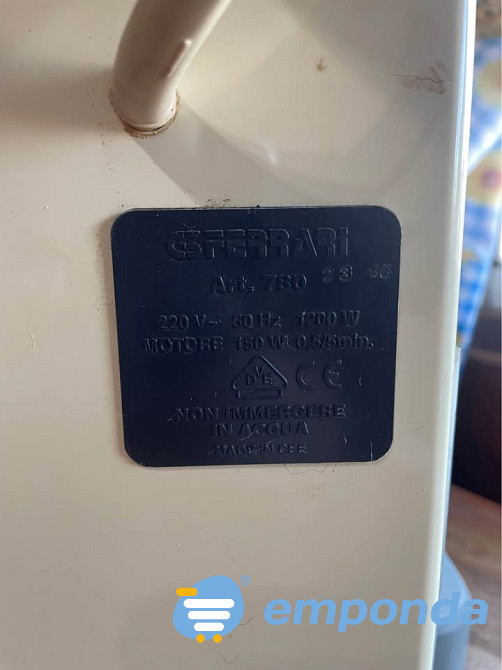 G3FERRARI
Art. 780 23 98
220 V~ 50 Hz 1200 W
MOTORE 150 W 0,5/5min.
DVE CE
NON IMMERGERE
IN ACQUA
MADE IN CEE
emponda